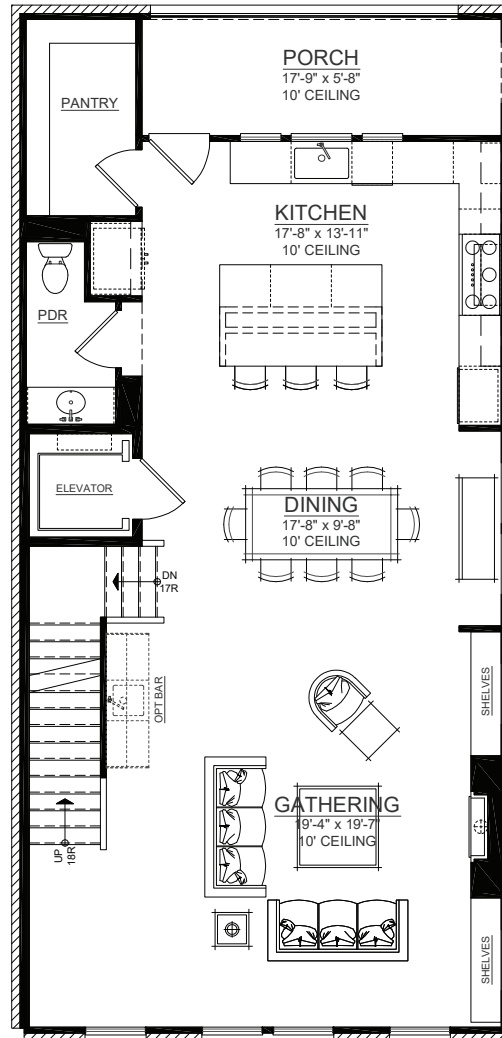 PORCH
17'-9" x 5'-8"
10' CEILING
PANTRY
KITCHEN
17'-8" x 13'-11"
10' CEILING
PDR
ELEVATOR
DINING
17'-8" x 9'-8"
10' CEILING
DN
17R
OPT BAR
SHELVES
GATHERING
19'-4" x 19'-7"
10' CEILING
UP
18R
SHELVES